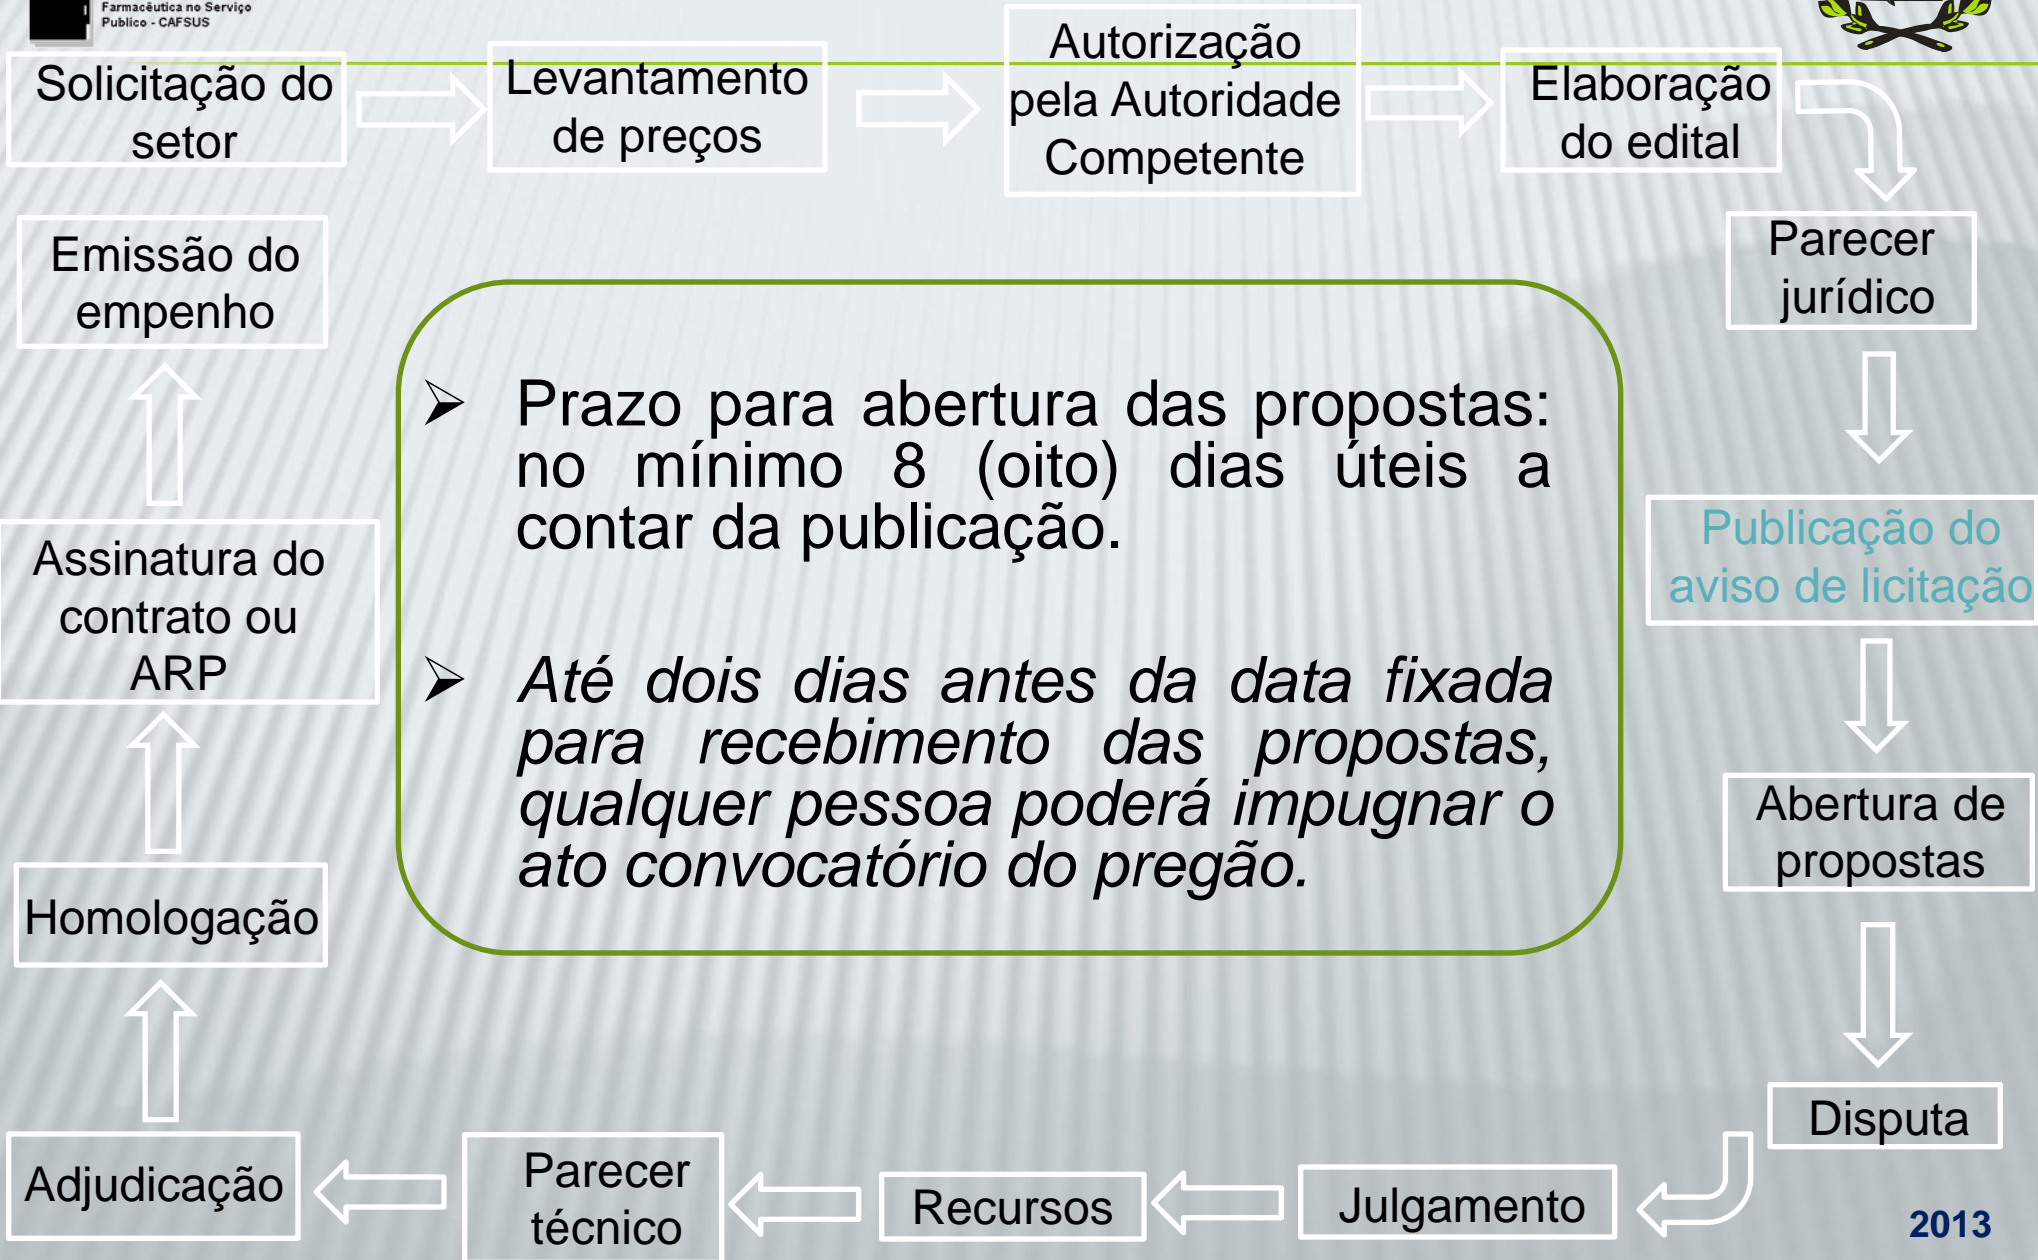 Farmacêutica no Serviço
Publico - CAFSUS
Solicitação do
setor
Levantamento
de preços
Autorização
pela Autoridade
Competente
Elaboração
do edital
Parecer
jurídico
Publicação do
aviso de licitação
Abertura de
propostas
Disputa
Julgamento
Recursos
Parecer
técnico
Adjudicação
Homologação
Assinatura do
contrato ou
ARP
Emissão do
empenho
Prazo para abertura das propostas:
no mínimo 8 (oito) dias úteis a
contar da publicação.
Até dois dias antes da data fixada
para recebimento das propostas,
qualquer pessoa poderá impugnar o
ato convocatório do pregão.
2013